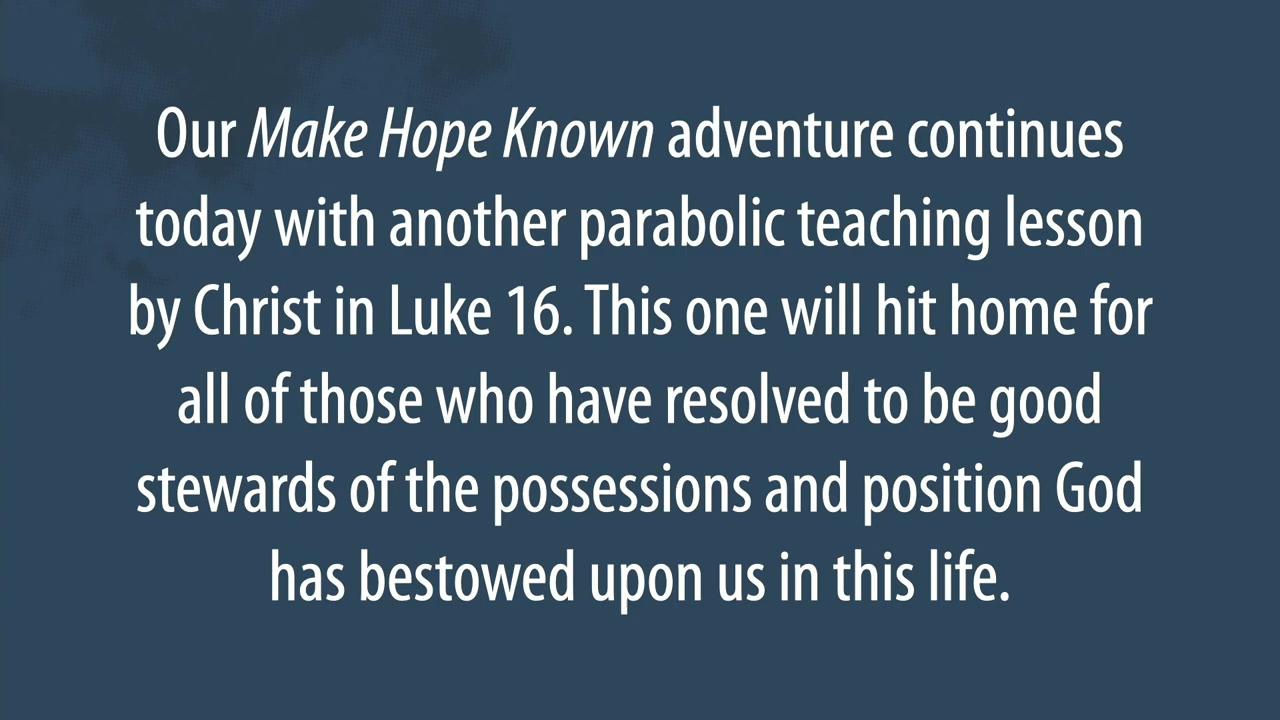 Our Make Hope Known adventure continues
today with another parabolic teaching lesson
by Christ in Luke 16. This one will hit home for
all of those who have resolved to be good
stewards of the possessions and position God
has bestowed upon us in this life.